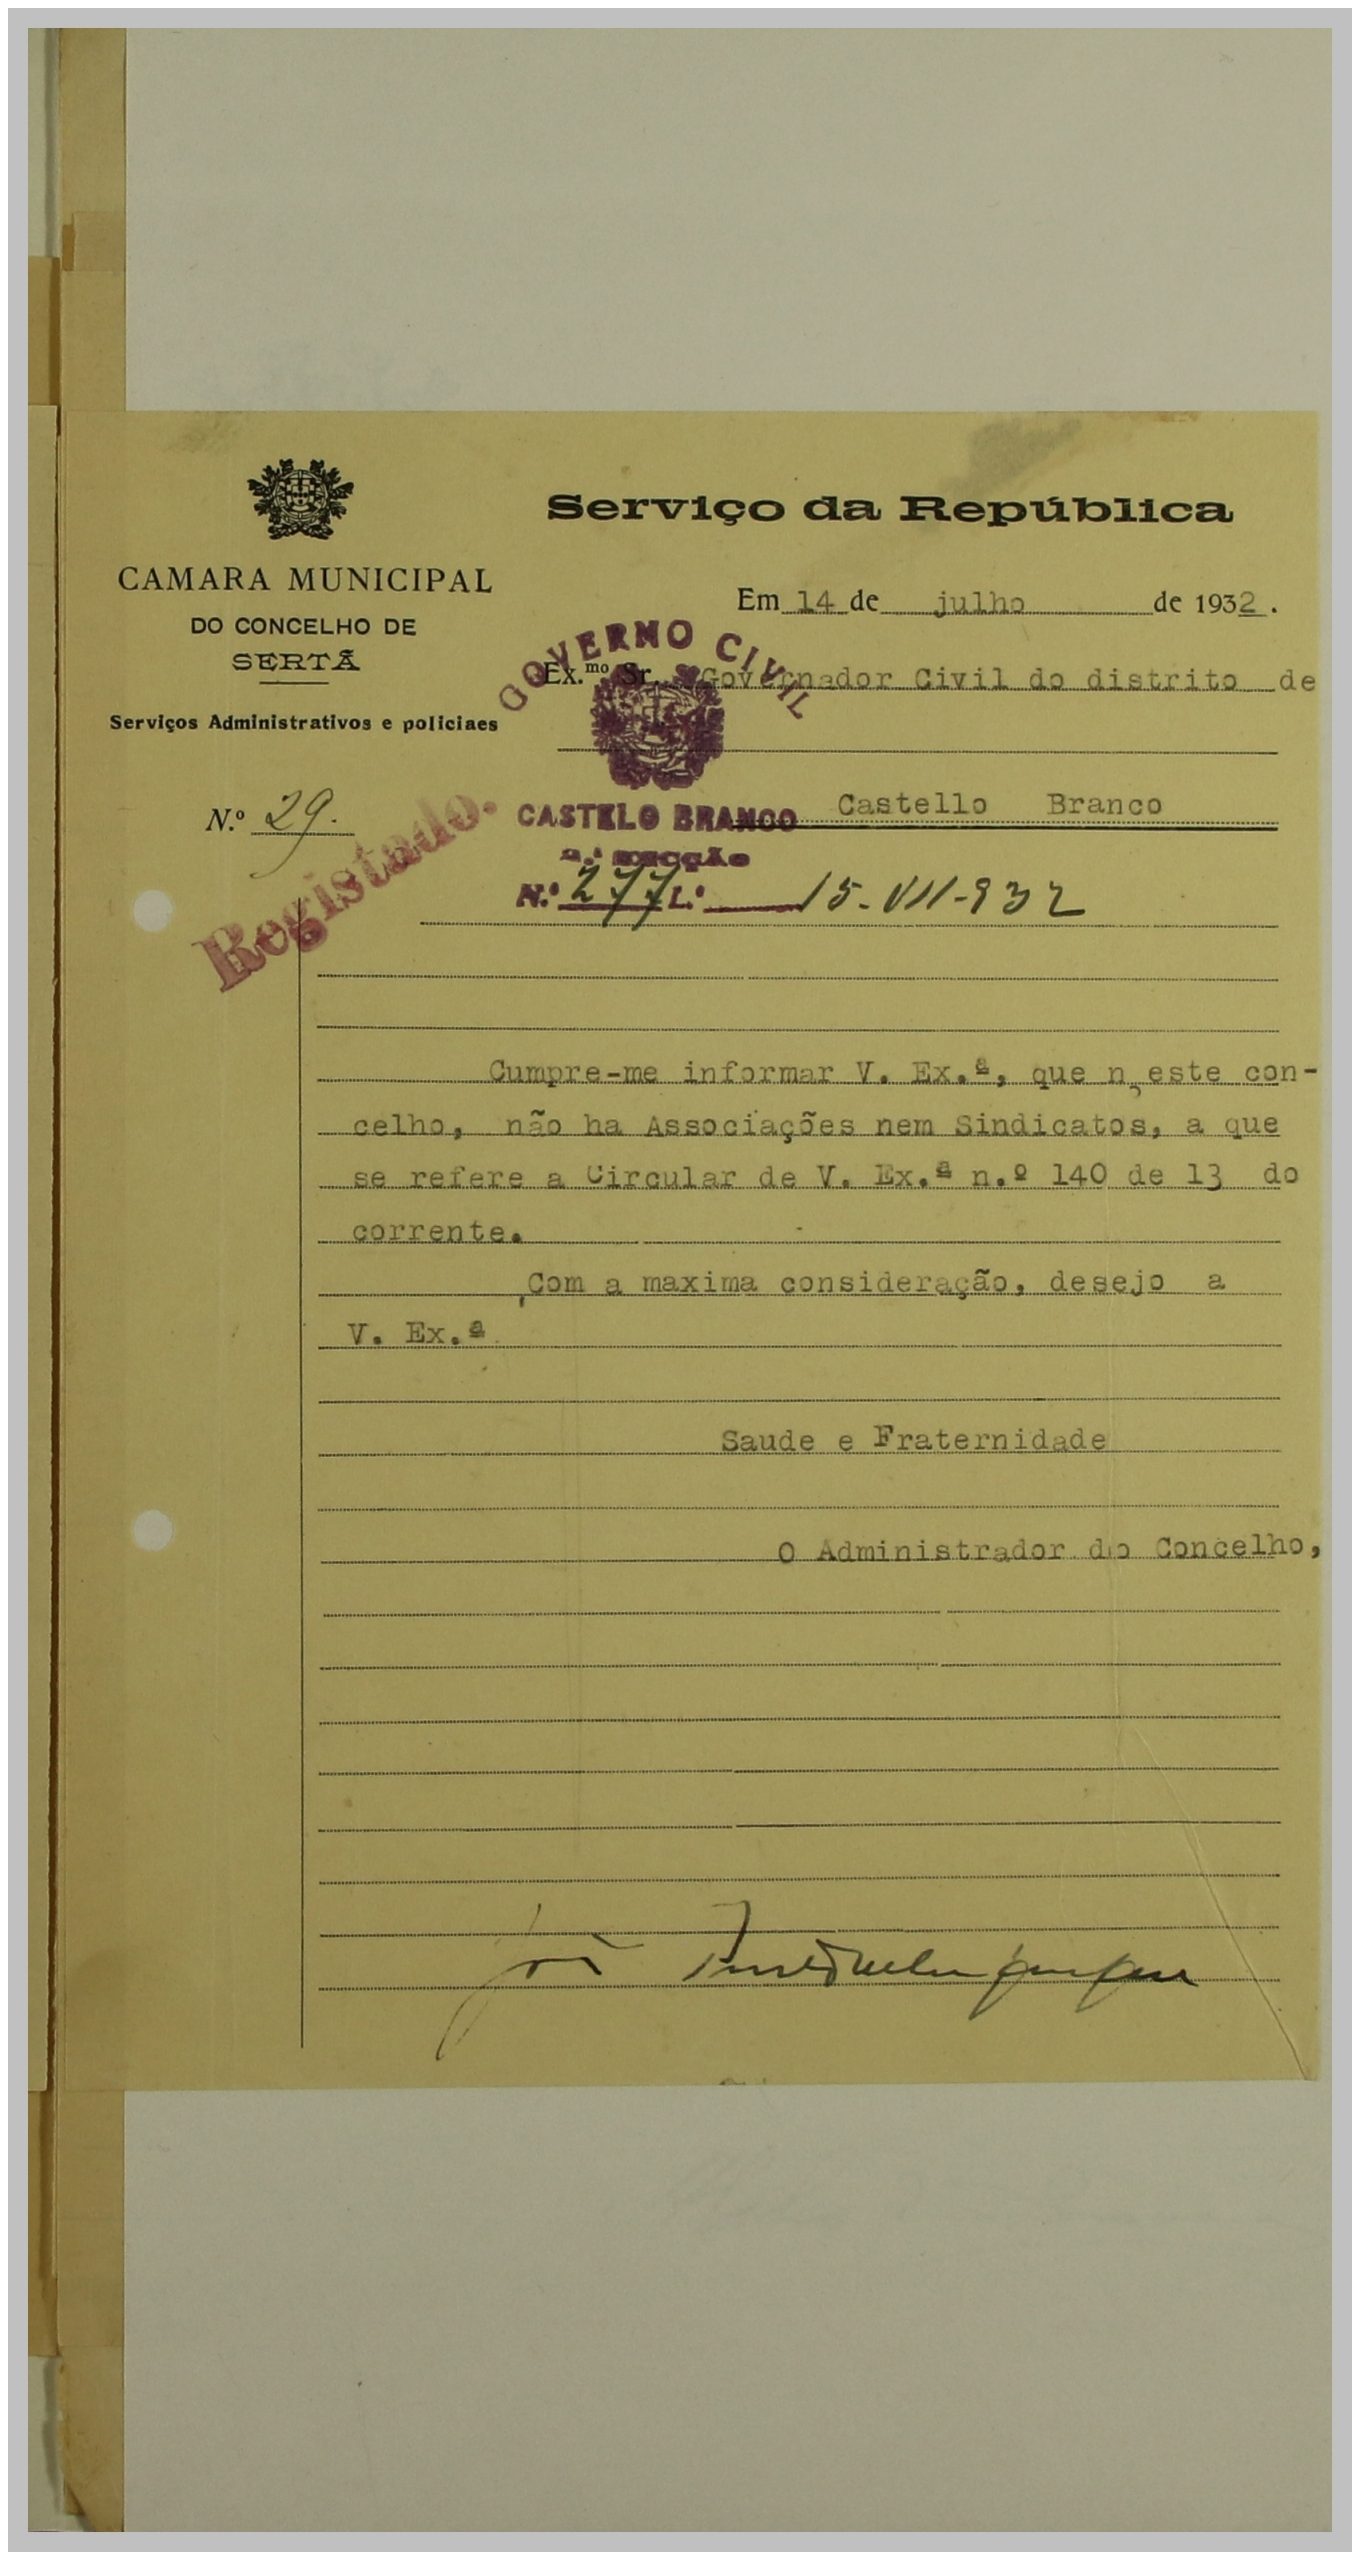 Serviço da República
CAMARA MUNICIPAL
DO CONCELHO DE
SERTÃ
Serviços Administrativos e policiaes
N.º 29.
Registado.
Em 14 de julho de 1932.
Ex.mo Sr. Governador Civil do distrito de
Castello Branco
GOVERNO CIVIL
CASTELO BRANCO
2.ª SECÇÃO
N.º 277 L.º 15-VII-932
Cumpre-me informar V. Ex.ª, que n,este con-
celho, não ha Associações nem Sindicatos, a que
se refere a Circular de V. Ex.ª n.º 140 de 13 do
corrente.
Com a maxima consideração, desejo a
V. Ex.ª
Saude e Fraternidade
O Administrador do Concelho,